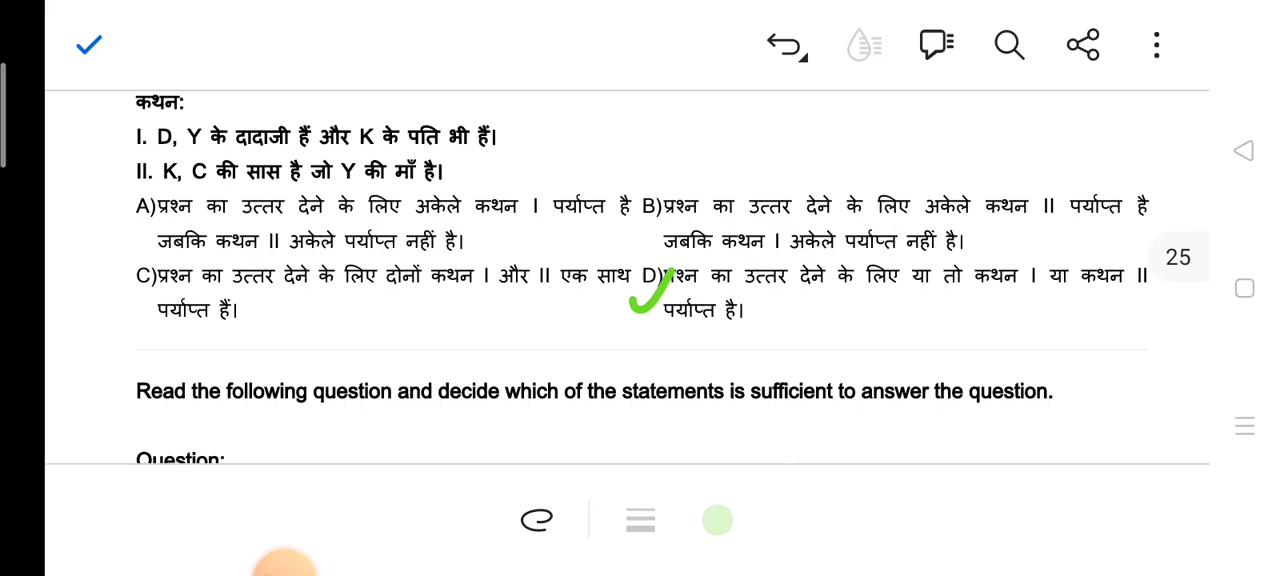 कथन:
I. D, Y के दादाजी हैं और K के पति भी हैं।
II. K, C की सास है जो Y की माँ है।
A)प्रश्न का उत्तर देने के लिए अकेले कथन I पर्याप्त है B)प्रश्न का उत्तर देने के लिए अकेले कथन II पर्याप्त है
जबकि कथन II अकेले पर्याप्त नहीं है। जबकि कथन I अकेले पर्याप्त नहीं है।
C)प्रश्न का उत्तर देने के लिए दोनों कथन I और II एक साथ D)प्रश्न का उत्तर देने के लिए या तो कथन I या कथन II
पर्याप्त हैं। पर्याप्त है।
25
Read the following question and decide which of the statements is sufficient to answer the question.
Question: